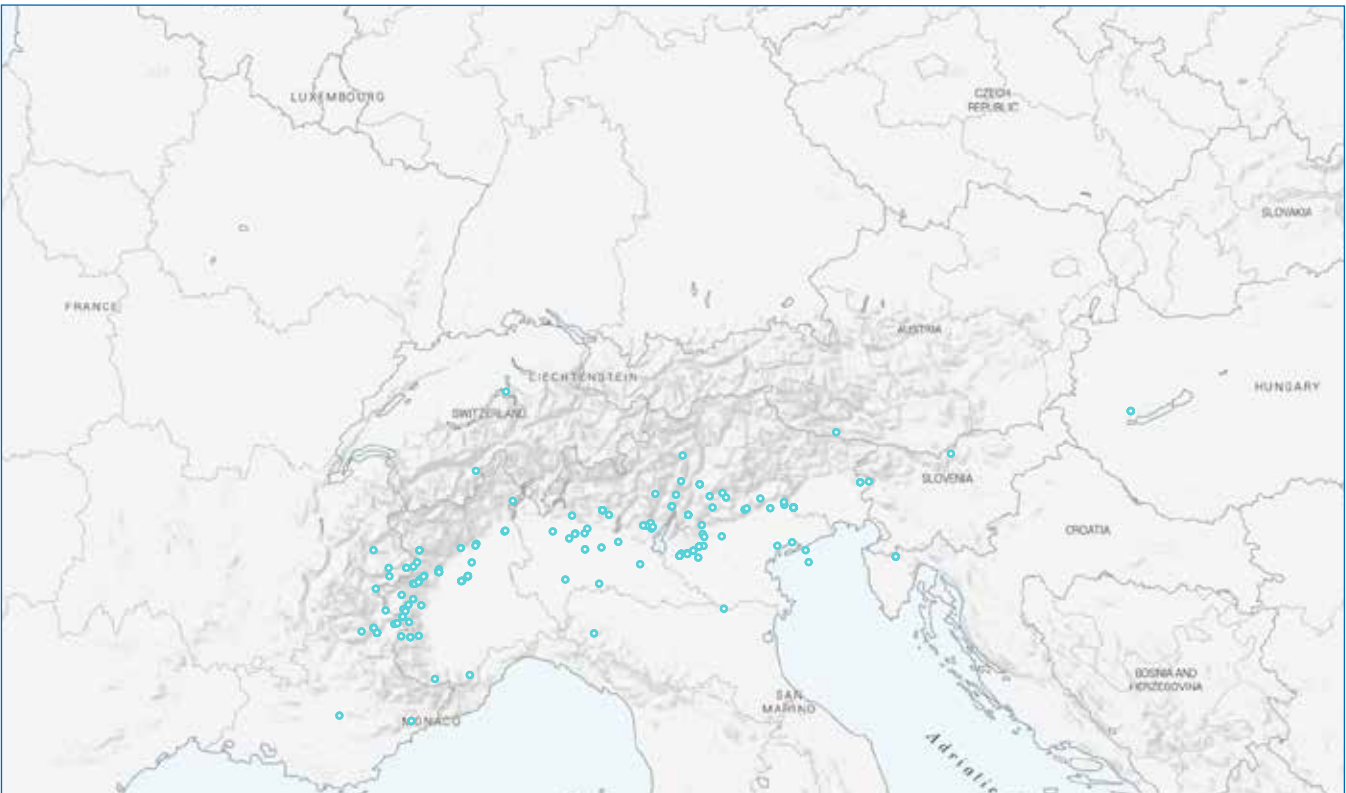 LUXEMBOURG
CZECH
REPUBLIC
SLOVAKIA
FRANCE
AUSTRIA
LIECHTENSTEIN
HUNGARY
SWITZERLAND
SLOVENIA
CROATIA
BOSNIA AND
HERZEGOVINA
SAN
MARINO
MONACO
Adriatic